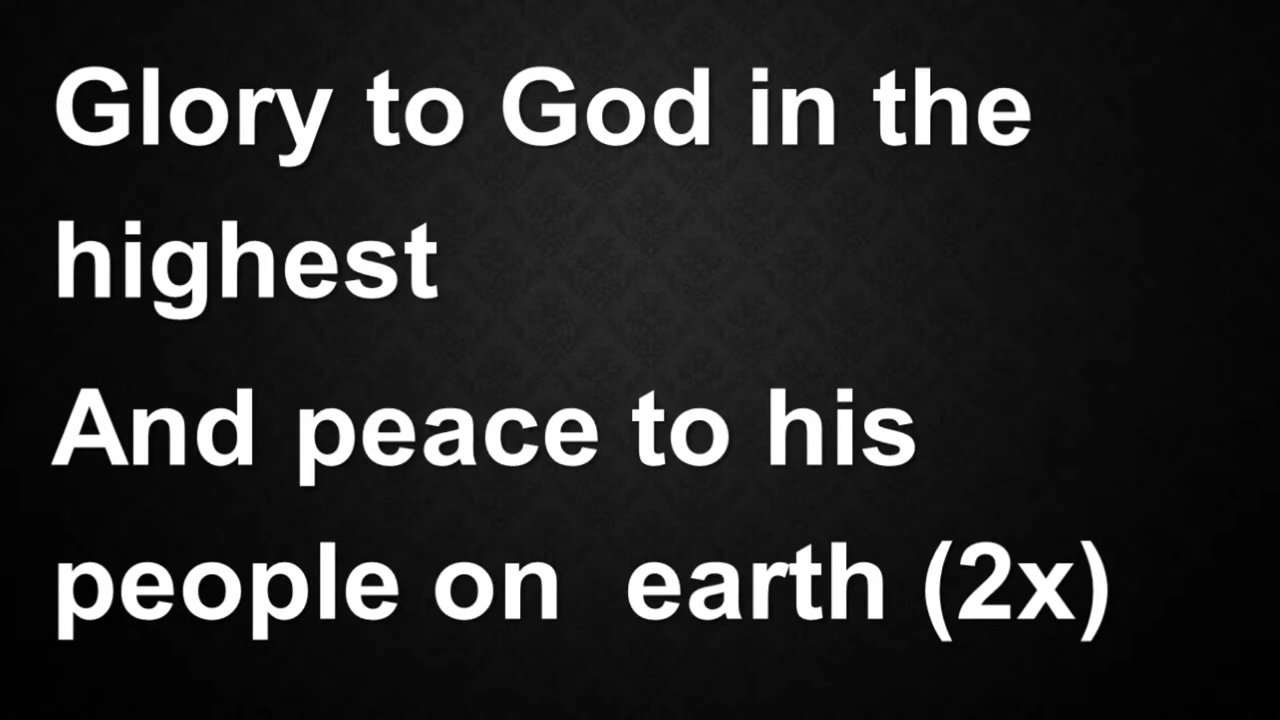 Glory to God in the
highest
And peace to his
people on  earth (2x)